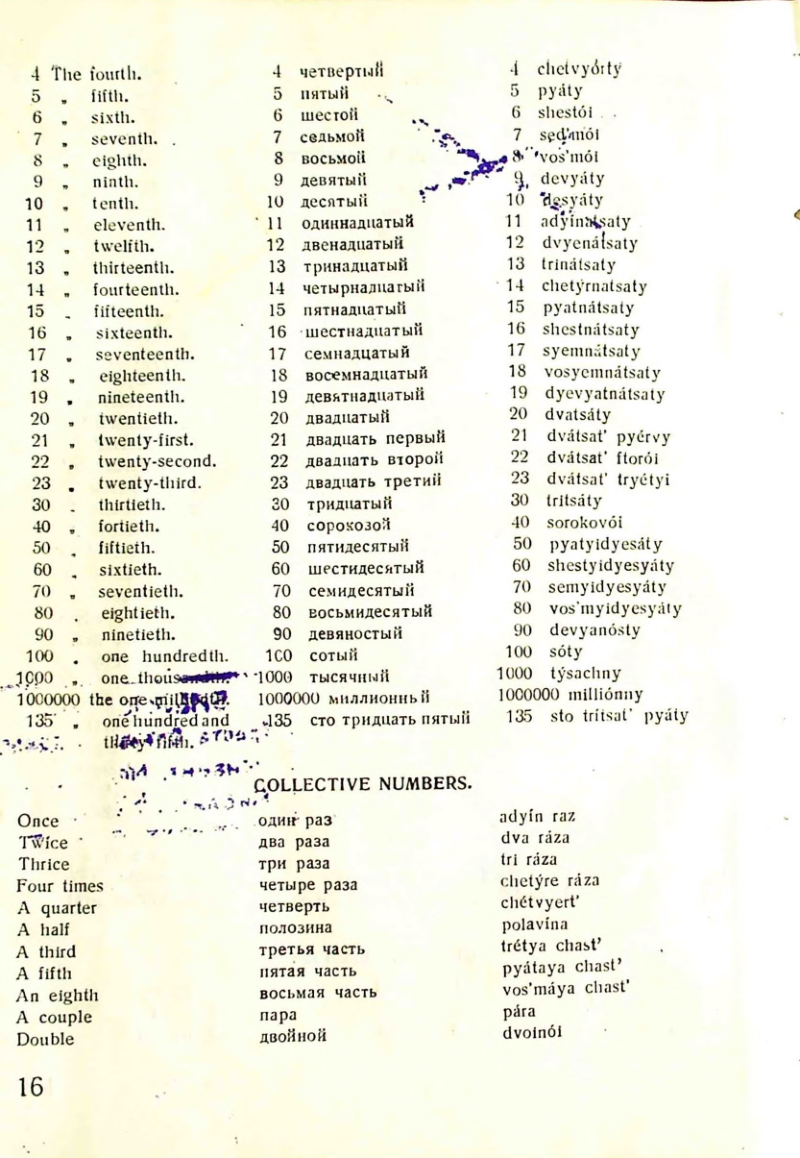 4 The fourth. 4 четвертый 4 chetvyórty
5 „ fifth. 5 пятый 5 pyáty
6 „ sixth. 6 шестой 6 shestói
7 „ seventh. 7 седьмой 7 sed'mói
8 „ eighth. 8 восьмой 8 vos'mói
9 „ ninth. 9 девятый 9 devyáty
10 „ tenth. 10 десятый 10 desyáty
11 „ eleventh. 11 одиннадцатый 11 adyínatsaty
12 „ twelfth. 12 двенадцатый 12 dvyenátsaty
13 „ thirteenth. 13 тринадцатый 13 trinátsaty
14 „ fourteenth. 14 четырнадцатый 14 chetýrnatsaty
15 „ fifteenth. 15 пятнадцатый 15 pyatnátsaty
16 „ sixteenth. 16 шестнадцатый 16 shestnátsaty
17 „ seventeenth. 17 семнадцатый 17 syemnátsaty
18 „ eighteenth. 18 восемнадцатый 18 vosyemnátsaty
19 „ nineteenth. 19 девятнадцатый 19 dyevyatnátsaty
20 „ twentieth. 20 двадцатый 20 dvatsáty
21 „ twenty-first. 21 двадцать первый 21 dvátsat' pyérvy
22 „ twenty-second. 22 двадцать второй 22 dvátsat' ftorói
23 „ twenty-third. 23 двадцать третий 23 dvátsat' tryétyi
30 „ thirtieth. 30 тридцатый 30 tritsáty
40 „ fortieth. 40 сорокозой 40 sorokovói
50 „ fiftieth. 50 пятидесятый 50 pyatyidyesáty
60 „ sixtieth. 60 шестидесятый 60 shestyidyesyáty
70 „ seventieth. 70 семидесятый 70 semyidyesyáty
80 „ eightieth. 80 восьмидесятый 80 vos'myidyesyáty
90 „ ninetieth. 90 девяностый 90 devyanósty
100 „ one hundredth. 100 сотый 100 sóty
1000 „ one 1000 тысячный 1000 týsachny
1000000 the one 1000000 миллионный 1000000 milliónny
135 „ one hundred and 135 сто тридцать пятый 135 sto trítsat' pyáty
fifth.
COLLECTIVE NUMBERS.
Once один раз adyín raz
Twice два раза dva ráza
Thrice три раза tri ráza
Four times четыре раза chetýre ráza
A quarter четверть chétvyert'
A half полозина polavína
A third третья часть trétya chast'
A fifth пятая часть pyátaya chast'
An eighth восьмая часть vos'máya chast'
A couple пара pára
Double двойной dvoinói
16